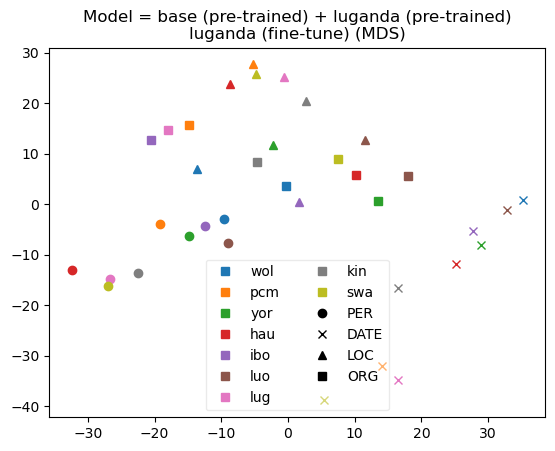 Model = base (pre-trained) + luganda (pre-trained)
luganda (fine-tune) (MDS)
30
20
10
0
−10
−20
−30
−40
wol
pcm
yor
hau
ibo
luo
lug
kin
swa
PER
DATE
LOC
ORG
−30
−20
−10
0
10
20
30